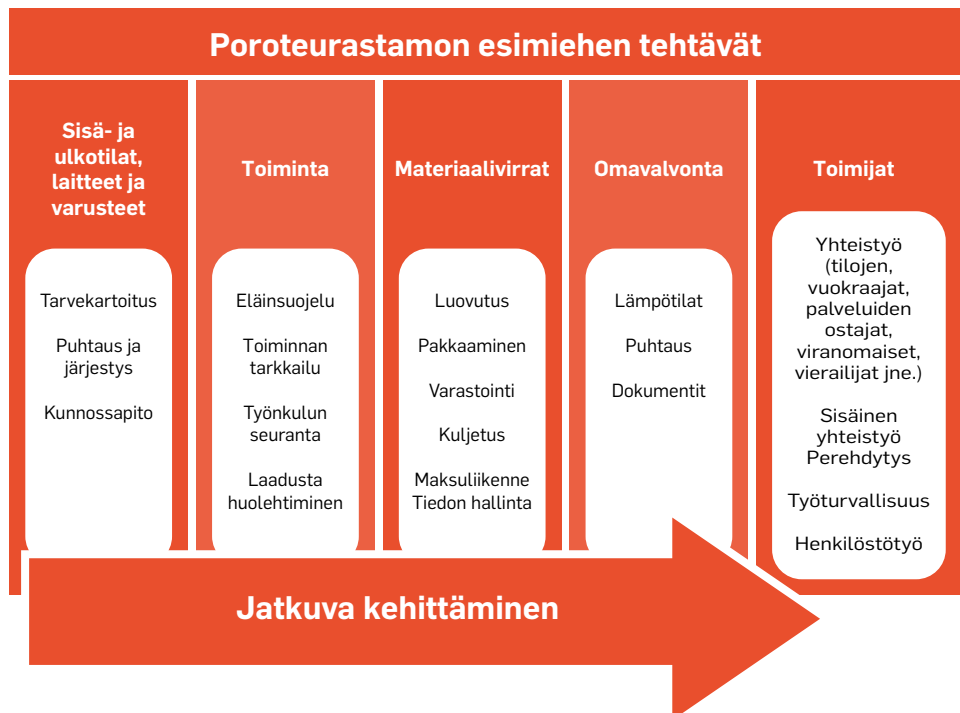 Poroteurastamon esimiehen tehtävät
Sisä- ja
ulkotilat,
laitteet ja
varusteet
Tarvekartoitus
Puhtaus ja
järjestys
Kunnossapito
Toiminta
Eläinsuojelu
Toiminnan
tarkkailu
Työnkulun
seuranta
Laadusta
huolehtiminen
Materiaalivirrat
Luovutus
Pakkaaminen
Varastointi
Kuljetus
Maksuliikenne
Tiedon hallinta
Omavalvonta
Lämpötilat
Puhtaus
Dokumentit
Toimijat
Yhteistyö
(tilojen,
vuokraajat,
palveluiden
ostajat,
viranomaiset,
vierailijat jne.)
Sisäinen
yhteistyö
Perehdytys
Työturvallisuus
Henkilöstötyö
Jatkuva kehittäminen